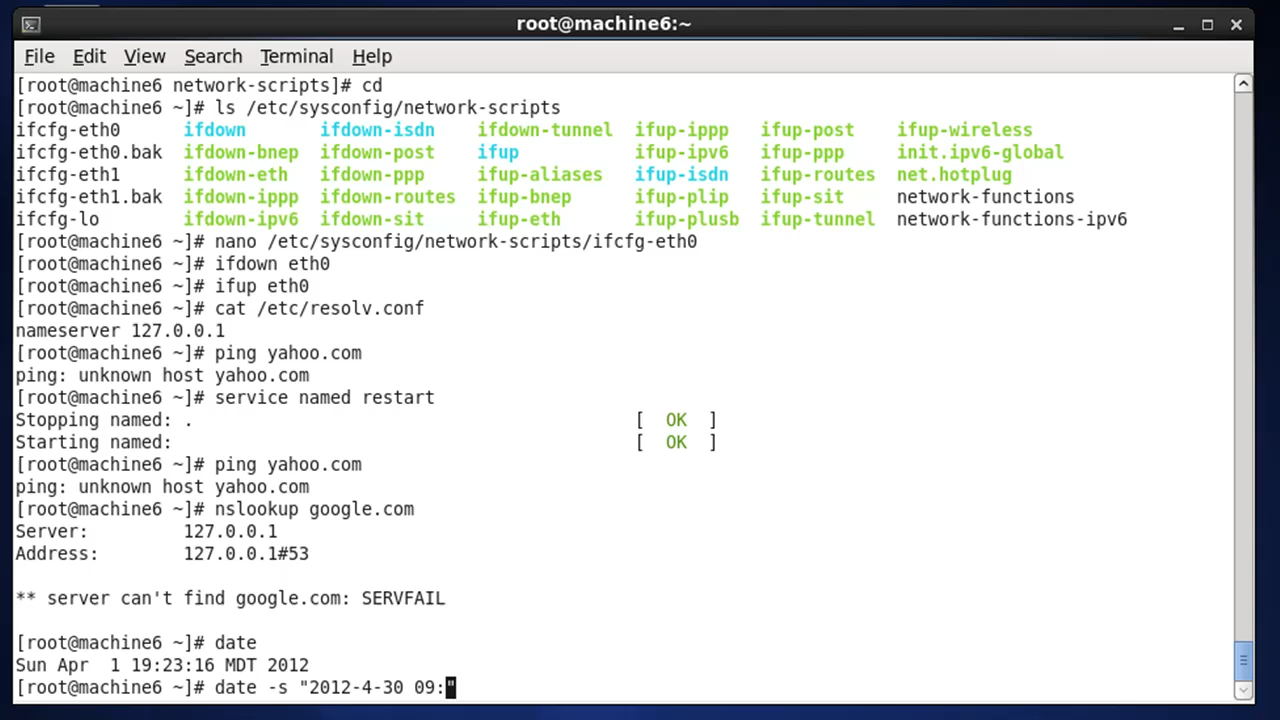 root@machine6:~
File Edit View Search Terminal Help
[root@machine6 network-scripts]# cd
[root@machine6 ~]# ls /etc/sysconfig/network-scripts
ifcfg-eth0 ifdown ifdown-isdn ifdown-tunnel ifup-ippp ifup-post ifup-wireless
ifcfg-eth0.bak ifdown-bnep ifdown-post ifup ifup-ipv6 ifup-ppp init.ipv6-global
ifcfg-eth1 ifdown-eth ifdown-ppp ifup-aliases ifup-isdn ifup-routes net.hotplug
ifcfg-eth1.bak ifdown-ippp ifdown-routes ifup-bnep ifup-plip ifup-sit network-functions
ifcfg-lo ifdown-ipv6 ifdown-sit ifup-eth ifup-plusb ifup-tunnel network-functions-ipv6
[root@machine6 ~]# nano /etc/sysconfig/network-scripts/ifcfg-eth0
[root@machine6 ~]# ifdown eth0
[root@machine6 ~]# ifup eth0
[root@machine6 ~]# cat /etc/resolv.conf
nameserver 127.0.0.1
[root@machine6 ~]# ping yahoo.com
ping: unknown host yahoo.com
[root@machine6 ~]# service named restart
Stopping named: . [ OK ]
Starting named: [ OK ]
[root@machine6 ~]# ping yahoo.com
ping: unknown host yahoo.com
[root@machine6 ~]# nslookup google.com
Server: 127.0.0.1
Address: 127.0.0.1#53
** server can't find google.com: SERVFAIL
[root@machine6 ~]# date
Sun Apr  1 19:23:16 MDT 2012
[root@machine6 ~]# date -s "2012-4-30 09:"